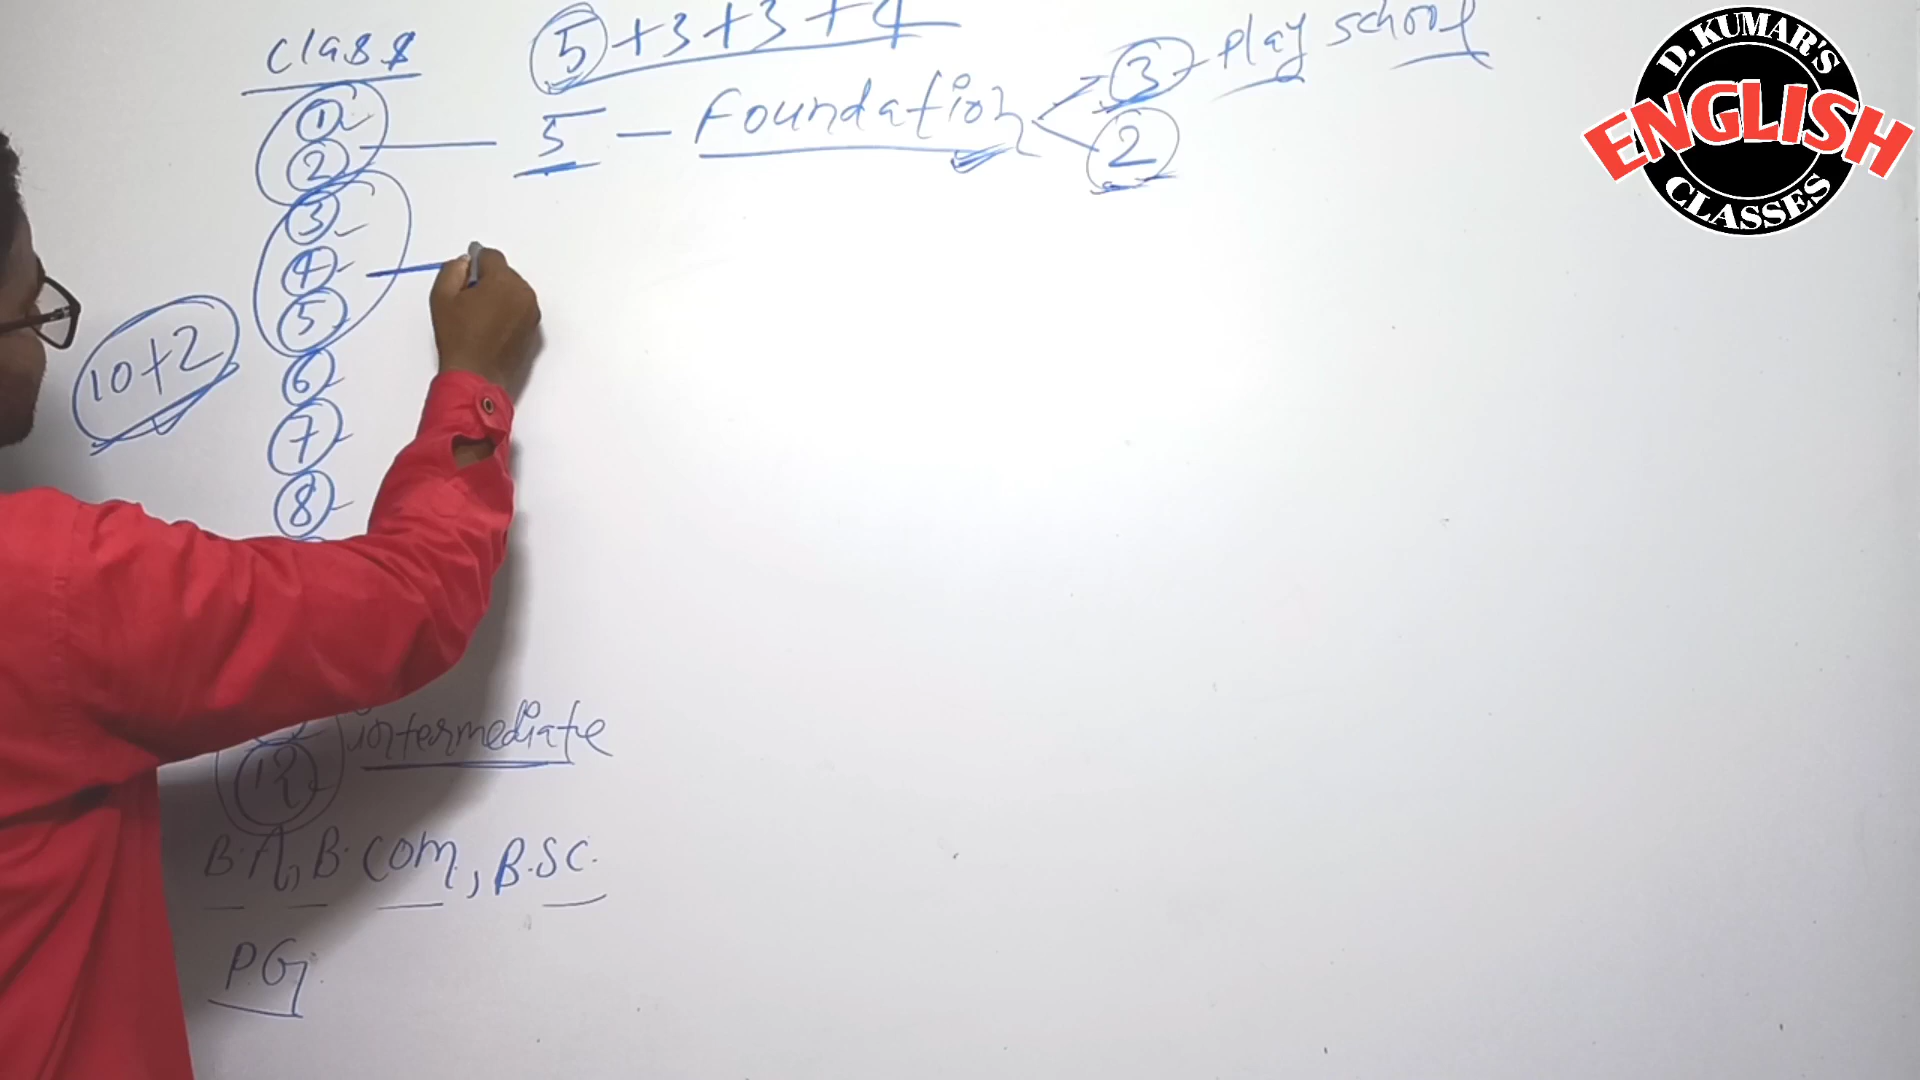 class
5+3+3+4
1
2
5 — Foundation
3 - Play school
2
3
4
5
10+2
6
7
8
intermediate
12
B.A, B.com, B.sc.
P.G.
D. KUMAR'S
ENGLISH
CLASSES